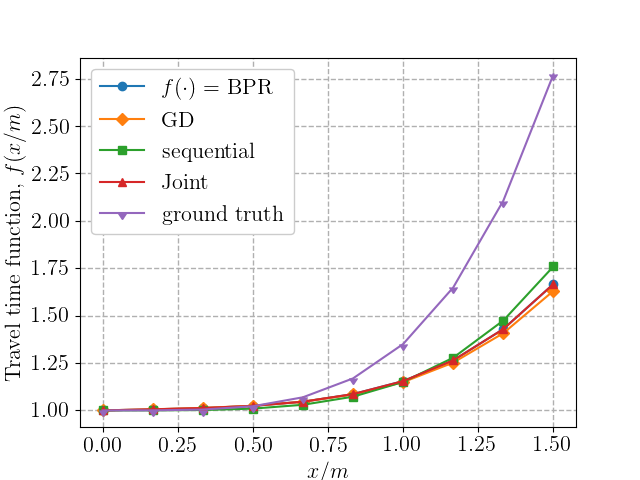 f(·) = BPR
GD
sequential
Joint
ground truth
Travel time function, f(x/m)
2.75
2.50
2.25
2.00
1.75
1.50
1.25
1.00
0.00 0.25 0.50 0.75 1.00 1.25 1.50
x/m